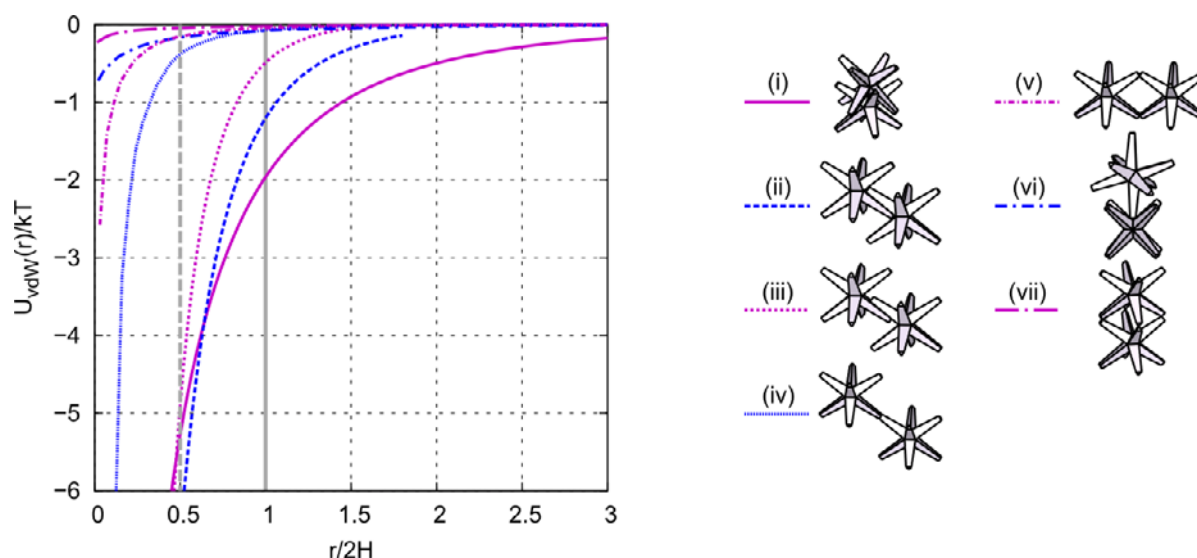 0
−1
−2
−3
−4
−5
−6
U_vdW(r)/kT
0 0.5 1 1.5 2 2.5 3
r/2H
(i) (v)
(ii) (vi)
(iii) (vii)
(iv)